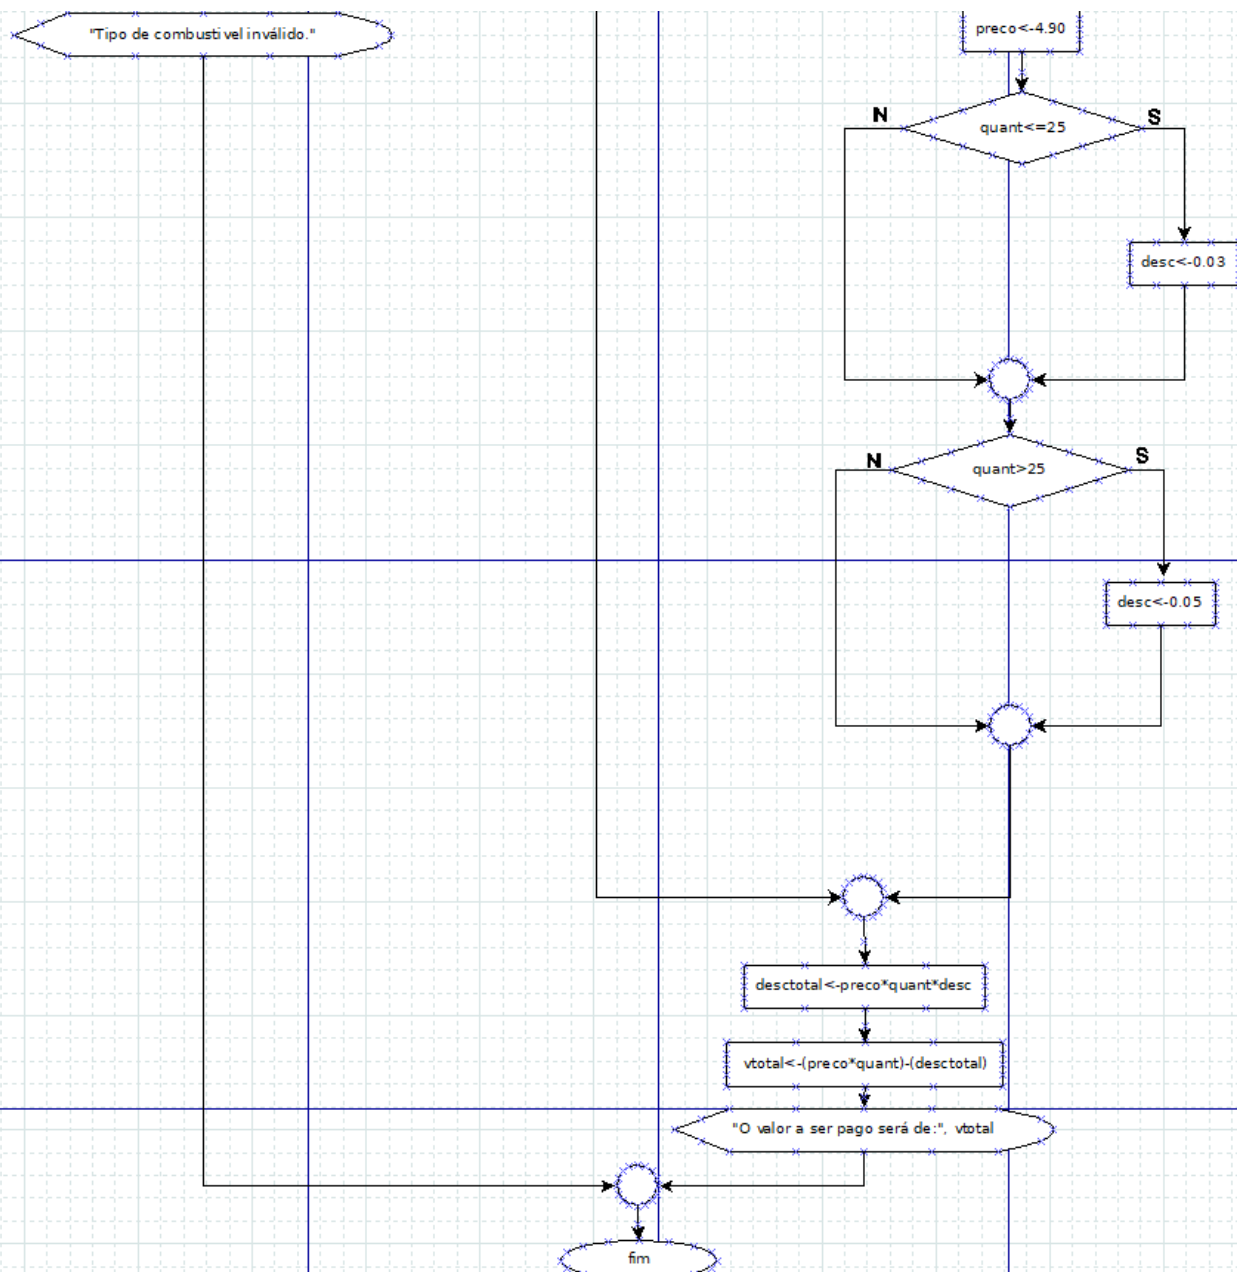 "Tipo de combustivel inválido."
preco<-4.90
N
quant<=25
S
desc<-0.03
N
quant>25
S
desc<-0.05
desctotal<-preco*quant*desc
vtotal<-(preco*quant)-(desctotal)
"O valor a ser pago será de:", vtotal
fim